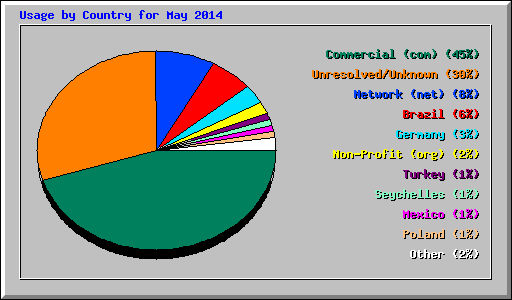 Usage by Country for May 2014
Commercial (com) (45%)
Unresolved/Unknown (30%)
Network (net) (8%)
Brazil (6%)
Germany (3%)
Non-Profit (org) (2%)
Turkey (1%)
Seychelles (1%)
Mexico (1%)
Poland (1%)
Other (2%)